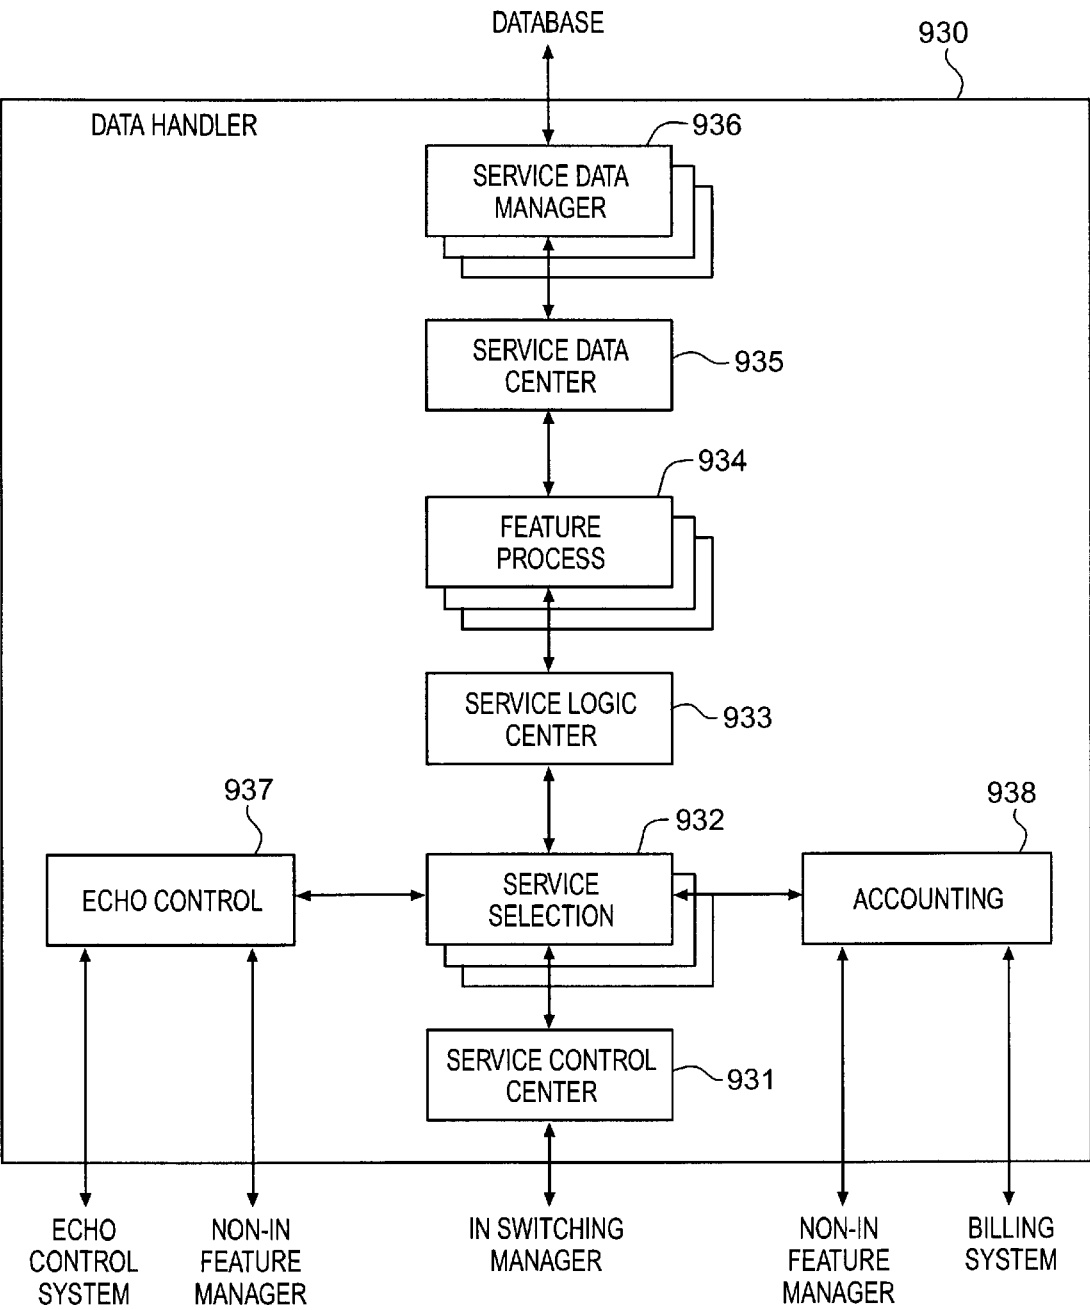 DATABASE
930
DATA HANDLER
936
SERVICE DATA
MANAGER
SERVICE DATA
CENTER
935
934
FEATURE
PROCESS
SERVICE LOGIC
CENTER
933
937
932
938
ECHO CONTROL
SERVICE
SELECTION
ACCOUNTING
SERVICE CONTROL
CENTER
931
ECHO
CONTROL
SYSTEM
NON-IN
FEATURE
MANAGER
IN SWITCHING
MANAGER
NON-IN
FEATURE
MANAGER
BILLING
SYSTEM